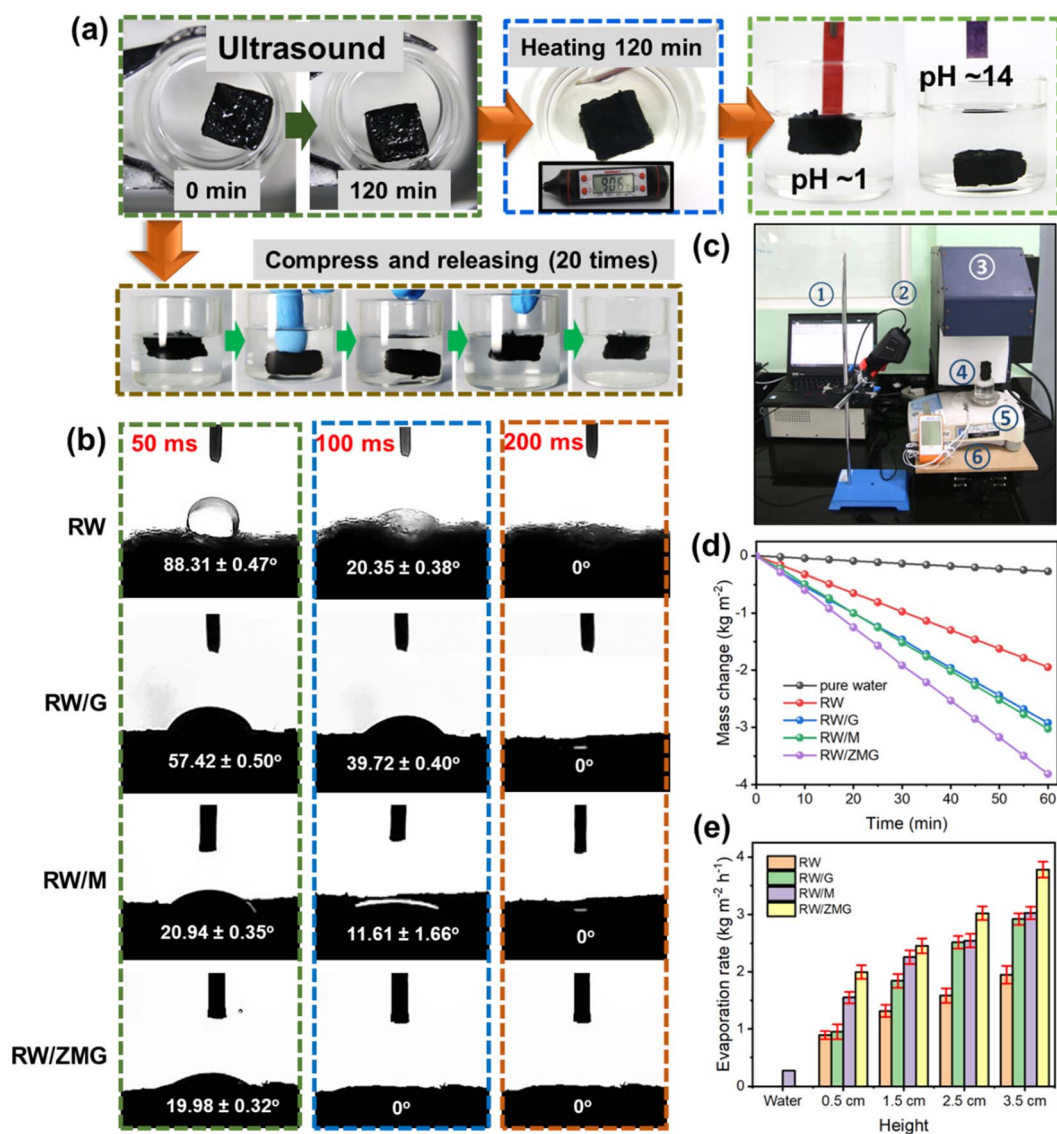 (a)
Ultrasound
0 min
120 min
Heating 120 min
90.6
pH ~1
pH ~14
Compress and releasing (20 times)
(b)
50 ms
100 ms
200 ms
RW
88.31 ± 0.47°
20.35 ± 0.38°
0°
RW/G
57.42 ± 0.50°
39.72 ± 0.40°
0°
RW/M
20.94 ± 0.35°
11.61 ± 1.66°
0°
RW/ZMG
19.98 ± 0.32°
0°
0°
(c)
①
②
③
④
⑤
⑥
(d)
Mass change (kg m⁻²)
0
-1
-2
-3
-4
pure water
RW
RW/G
RW/M
RW/ZMG
0 10 20 30 40 50 60
Time (min)
(e)
Evaporation rate (kg m⁻² h⁻¹)
4
3
2
1
0
RW
RW/G
RW/M
RW/ZMG
Water 0.5 cm 1.5 cm 2.5 cm 3.5 cm
Height